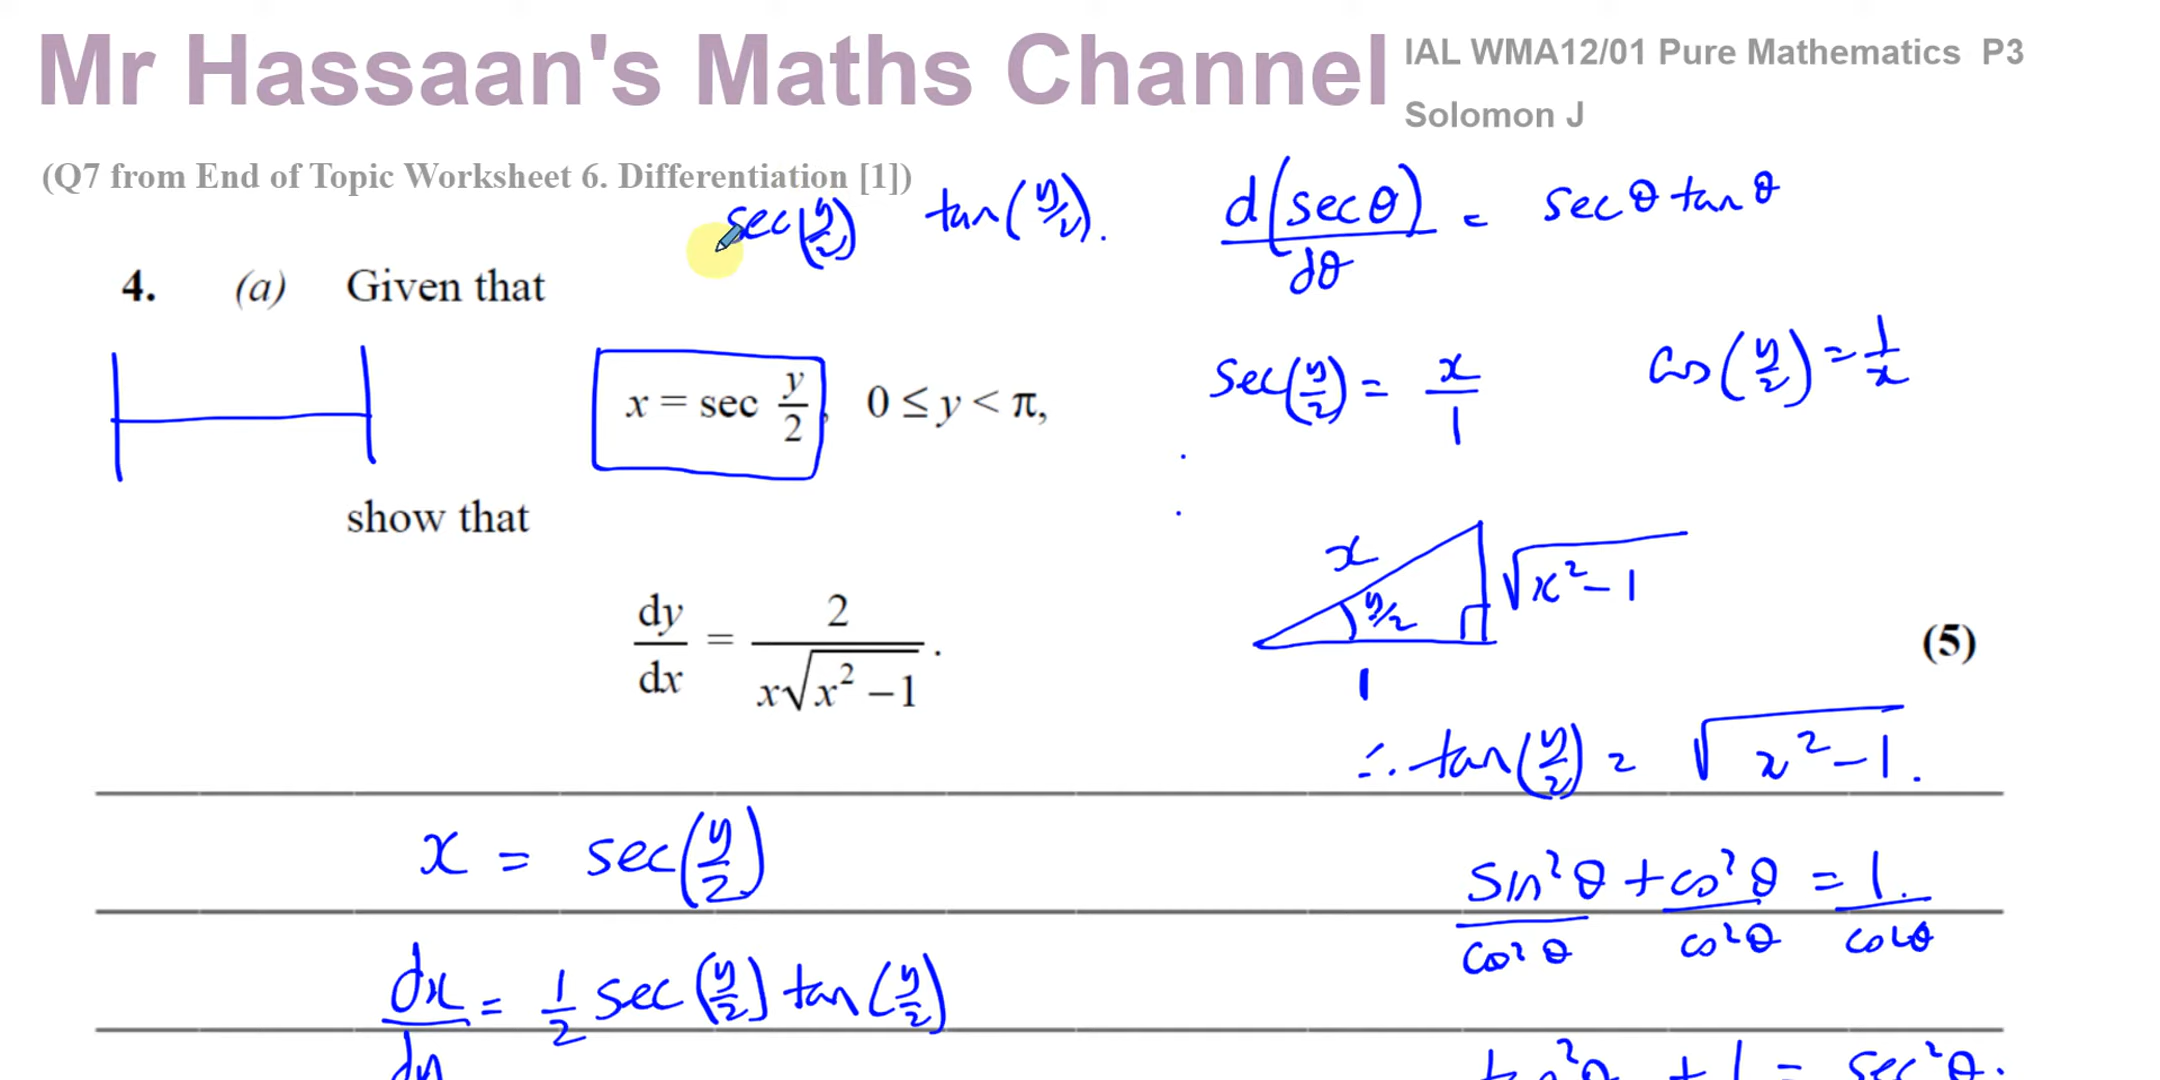 Mr Hassaan's Maths Channel
IAL WMA12/01 Pure Mathematics P3
Solomon J
(Q7 from End of Topic Worksheet 6. Differentiation [1])
sec(y/2) tan(y/2).
d(secθ)/dθ = secθ tanθ
4. (a) Given that
x = sec y/2, 0 ≤ y < π,
sec(y/2) = x/1
cos(y/2) = 1/x
show that
x
√x²-1
y/2
1
dy/dx = 2/(x√x² − 1).
(5)
∴ tan(y/2) = √x²-1.
x = sec(y/2)
sin²θ/cos²θ + cos²θ/cos²θ = 1/cos²θ
dx/dy = 1/2 sec(y/2) tan(y/2)
tan²θ + 1 = sec²θ.